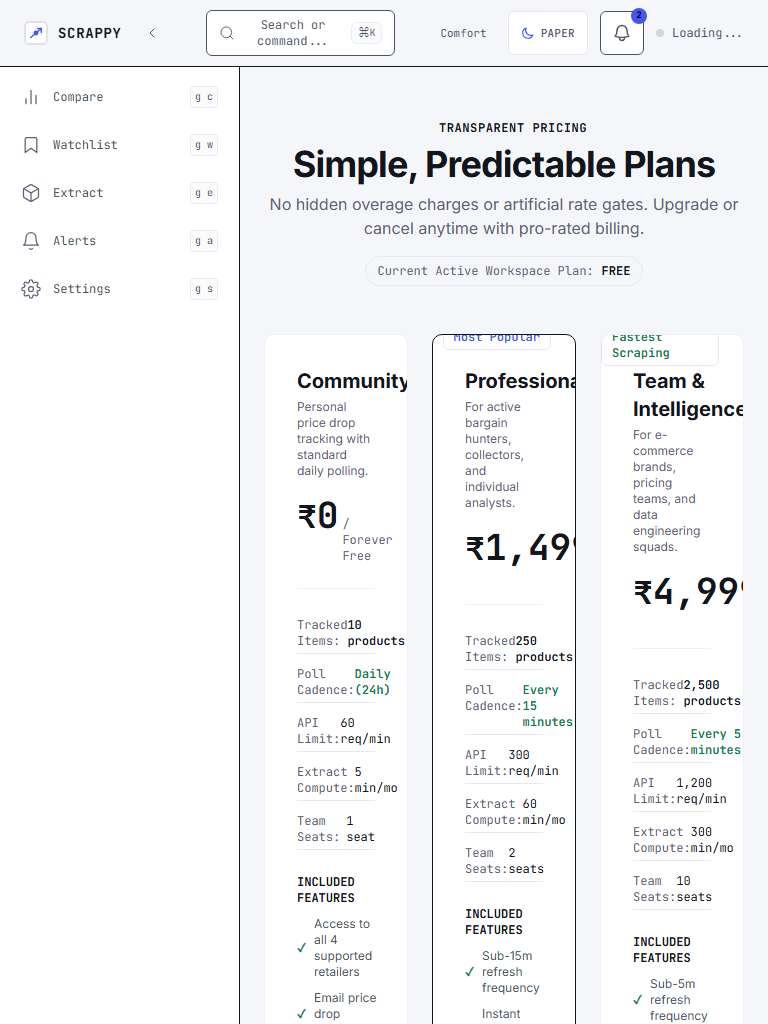 SCRAPPY
Search or
command...
⌘K
Comfort
PAPER
2
Loading...
Compare
g c
Watchlist
g w
Extract
g e
Alerts
g a
Settings
g s
TRANSPARENT PRICING
Simple, Predictable Plans
No hidden overage charges or artificial rate gates. Upgrade or
cancel anytime with pro-rated billing.
Current Active Workspace Plan: FREE
Community
Personal
price drop
tracking with
standard
daily polling.
₹0 /
Forever
Free
Tracked 10
Items: products
Poll Daily
Cadence: (24h)
API 60
Limit: req/min
Extract 5
Compute: min/mo
Team 1
Seats: seat
INCLUDED
FEATURES
✓ Access to
all 4
supported
retailers
✓ Email price
drop
Most Popular
Professiona
For active
bargain
hunters,
collectors,
and
individual
analysts.
₹1,499
Tracked 250
Items: products
Poll Every
Cadence: 15
minutes
API 300
Limit: req/min
Extract 60
Compute: min/mo
Team 2
Seats: seats
INCLUDED
FEATURES
✓ Sub-15m
refresh
frequency
Instant
Fastest
Scraping
Team &
Intelligence
For e-
commerce
brands,
pricing
teams, and
data
engineering
squads.
₹4,999
Tracked 2,500
Items: products
Poll Every 5
Cadence: minutes
API 1,200
Limit: req/min
Extract 300
Compute: min/mo
Team 10
Seats: seats
INCLUDED
FEATURES
✓ Sub-5m
refresh
frequency